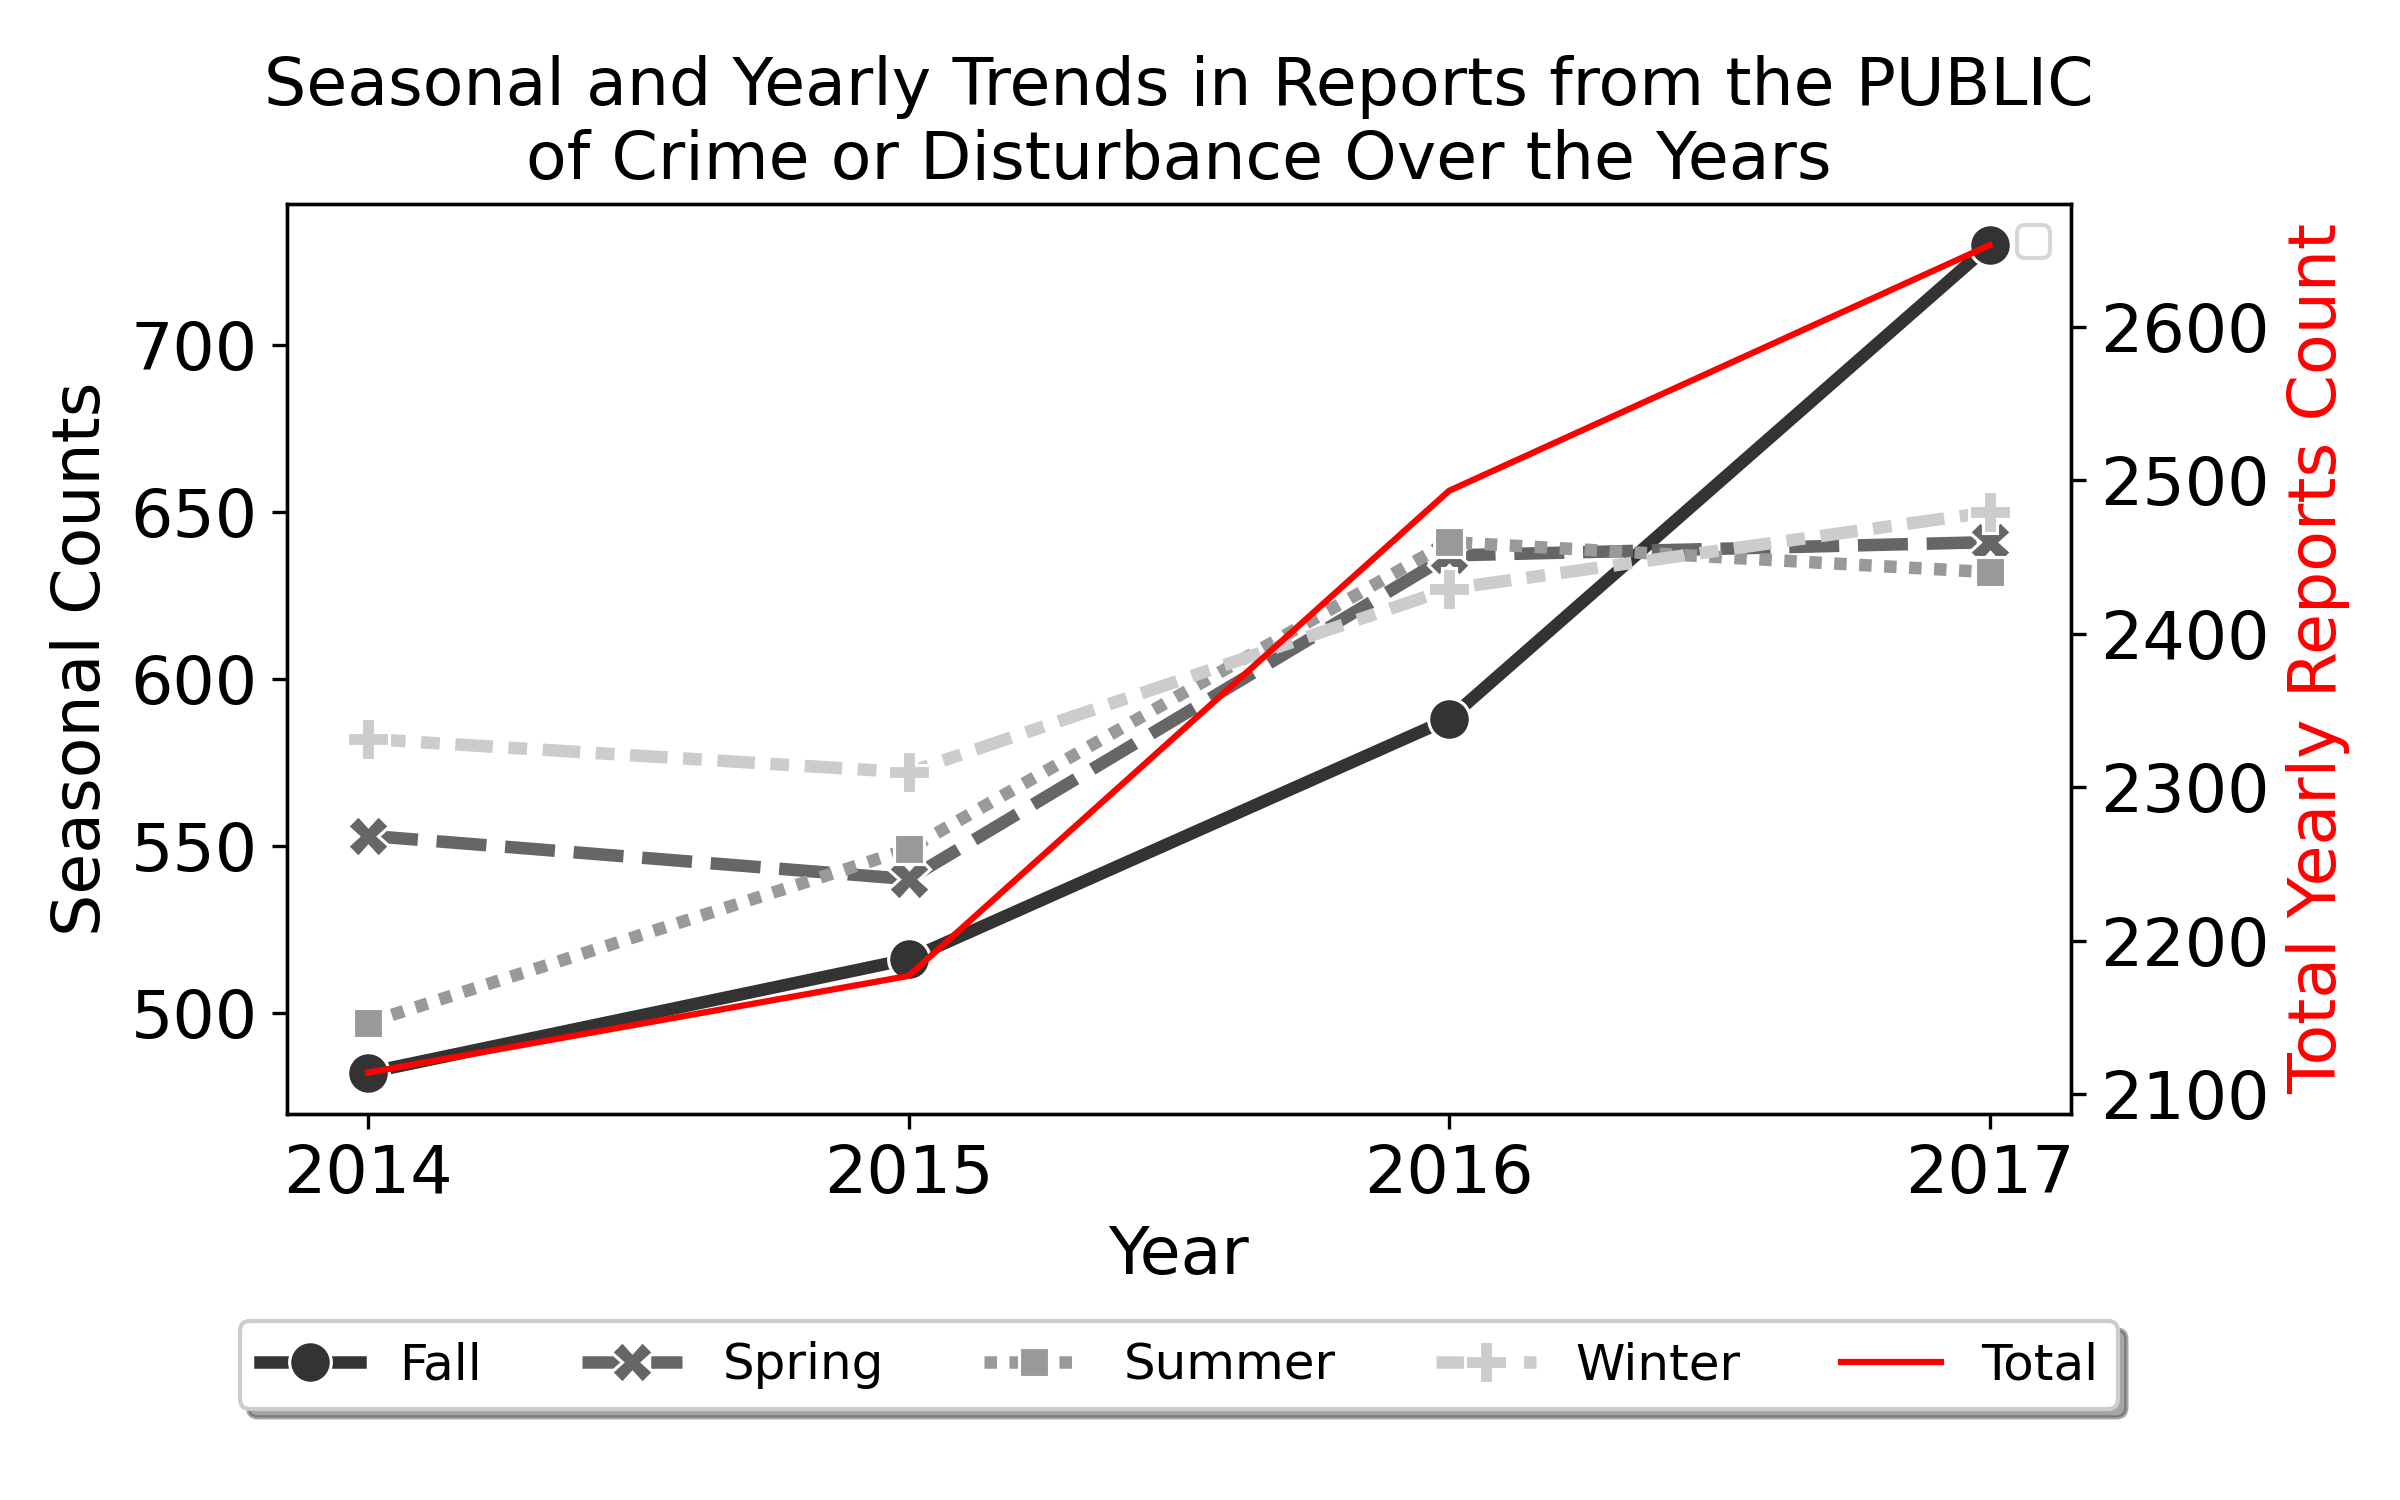 Seasonal and Yearly Trends in Reports from the PUBLIC
of Crime or Disturbance Over the Years
Seasonal Counts
700
650
600
550
500
2600
2500
2400
2300
2200
2100
Total Yearly Reports Count
2014 2015 2016 2017
Year
Fall Spring Summer Winter Total